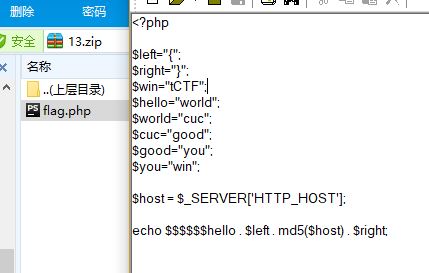 删除
密码
安全
13.zip
名称
..(上层目录)
flag.php
<?php
$left="{";
$right="}";
$win="tCTF";
$hello="world";
$world="cuc";
$cuc="good";
$good="you";
$you="win";
$host = $_SERVER['HTTP_HOST'];
echo $$$$$$hello . $left . md5($host) . $right;